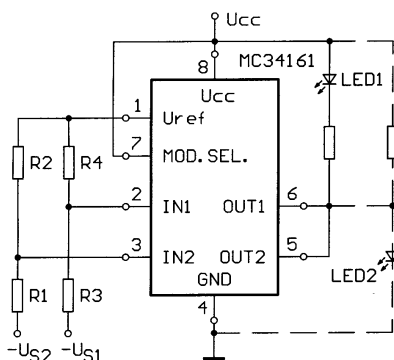 Ucc
8
MC34161
Ucc
LED1
1
Uref
7
MOD.SEL.
R2
R4
2
IN1
OUT1
6
3
IN2
OUT2
5
LED2
R1
R3
GND
4
-US2
-US1